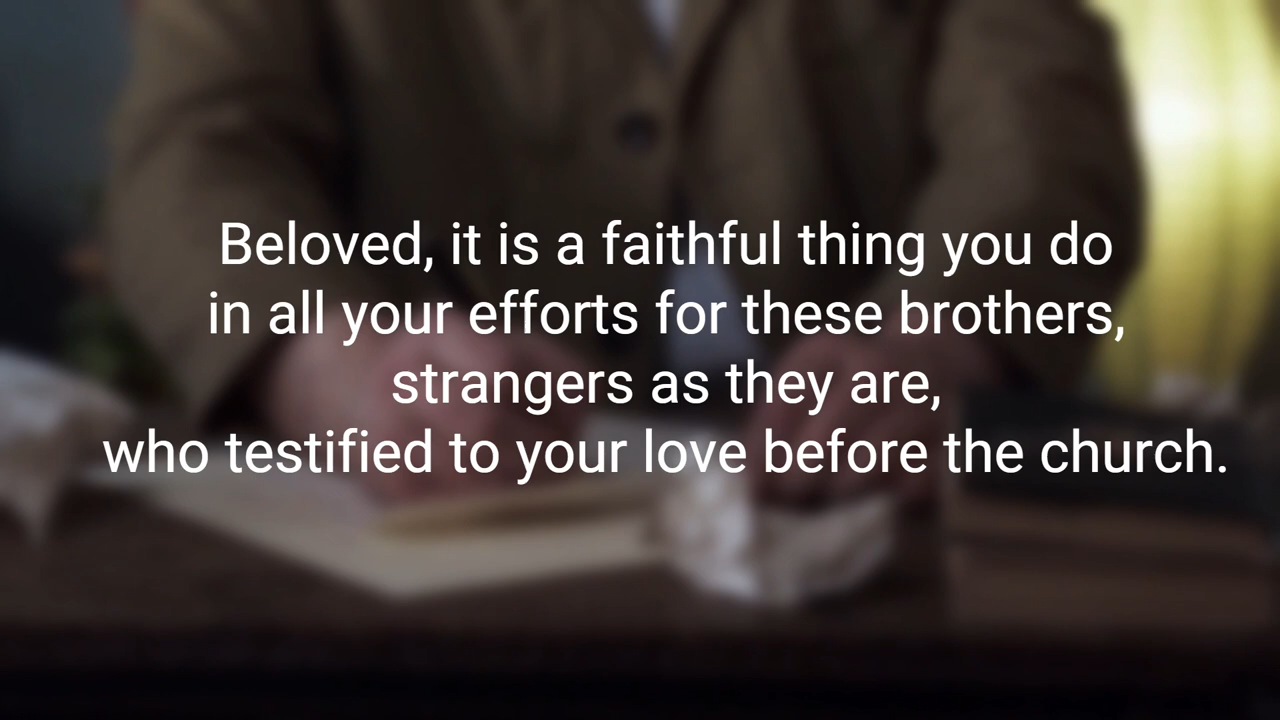 Beloved, it is a faithful thing you do
in all your efforts for these brothers,
strangers as they are,
who testified to your love before the church.